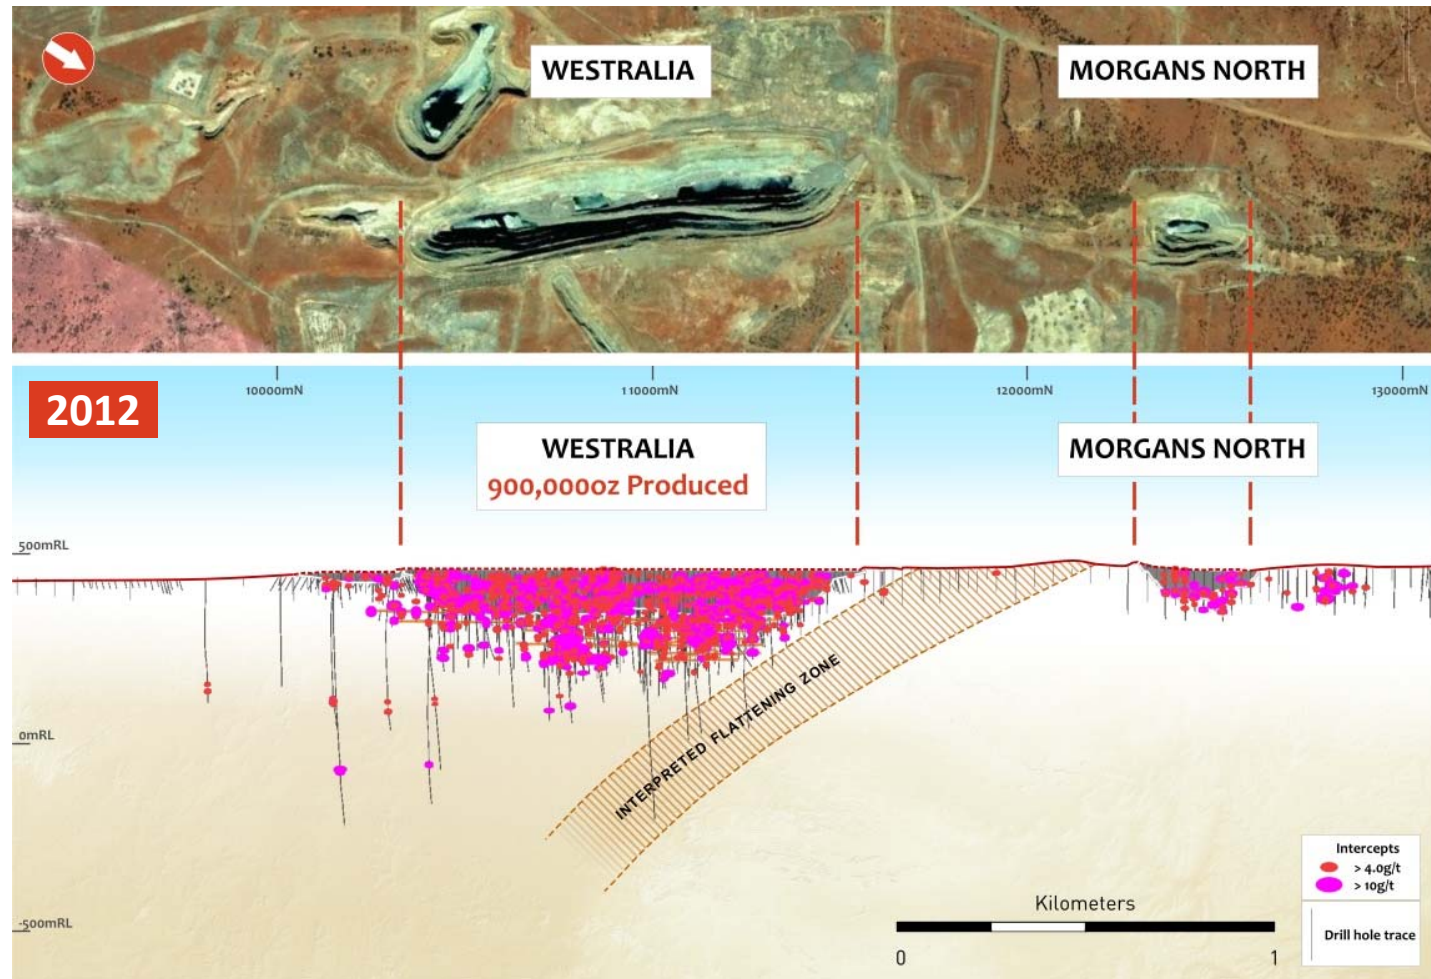 WESTRALIA
MORGANS NORTH
10000mN
11000mN
12000mN
13000mN
2012
WESTRALIA
900,000oz Produced
MORGANS NORTH
500mRL
0mRL
INTERPRETED FLATTENING ZONE
-500mRL
Kilometers
0
1
Intercepts
> 4.0g/t
> 10g/t
Drill hole trace